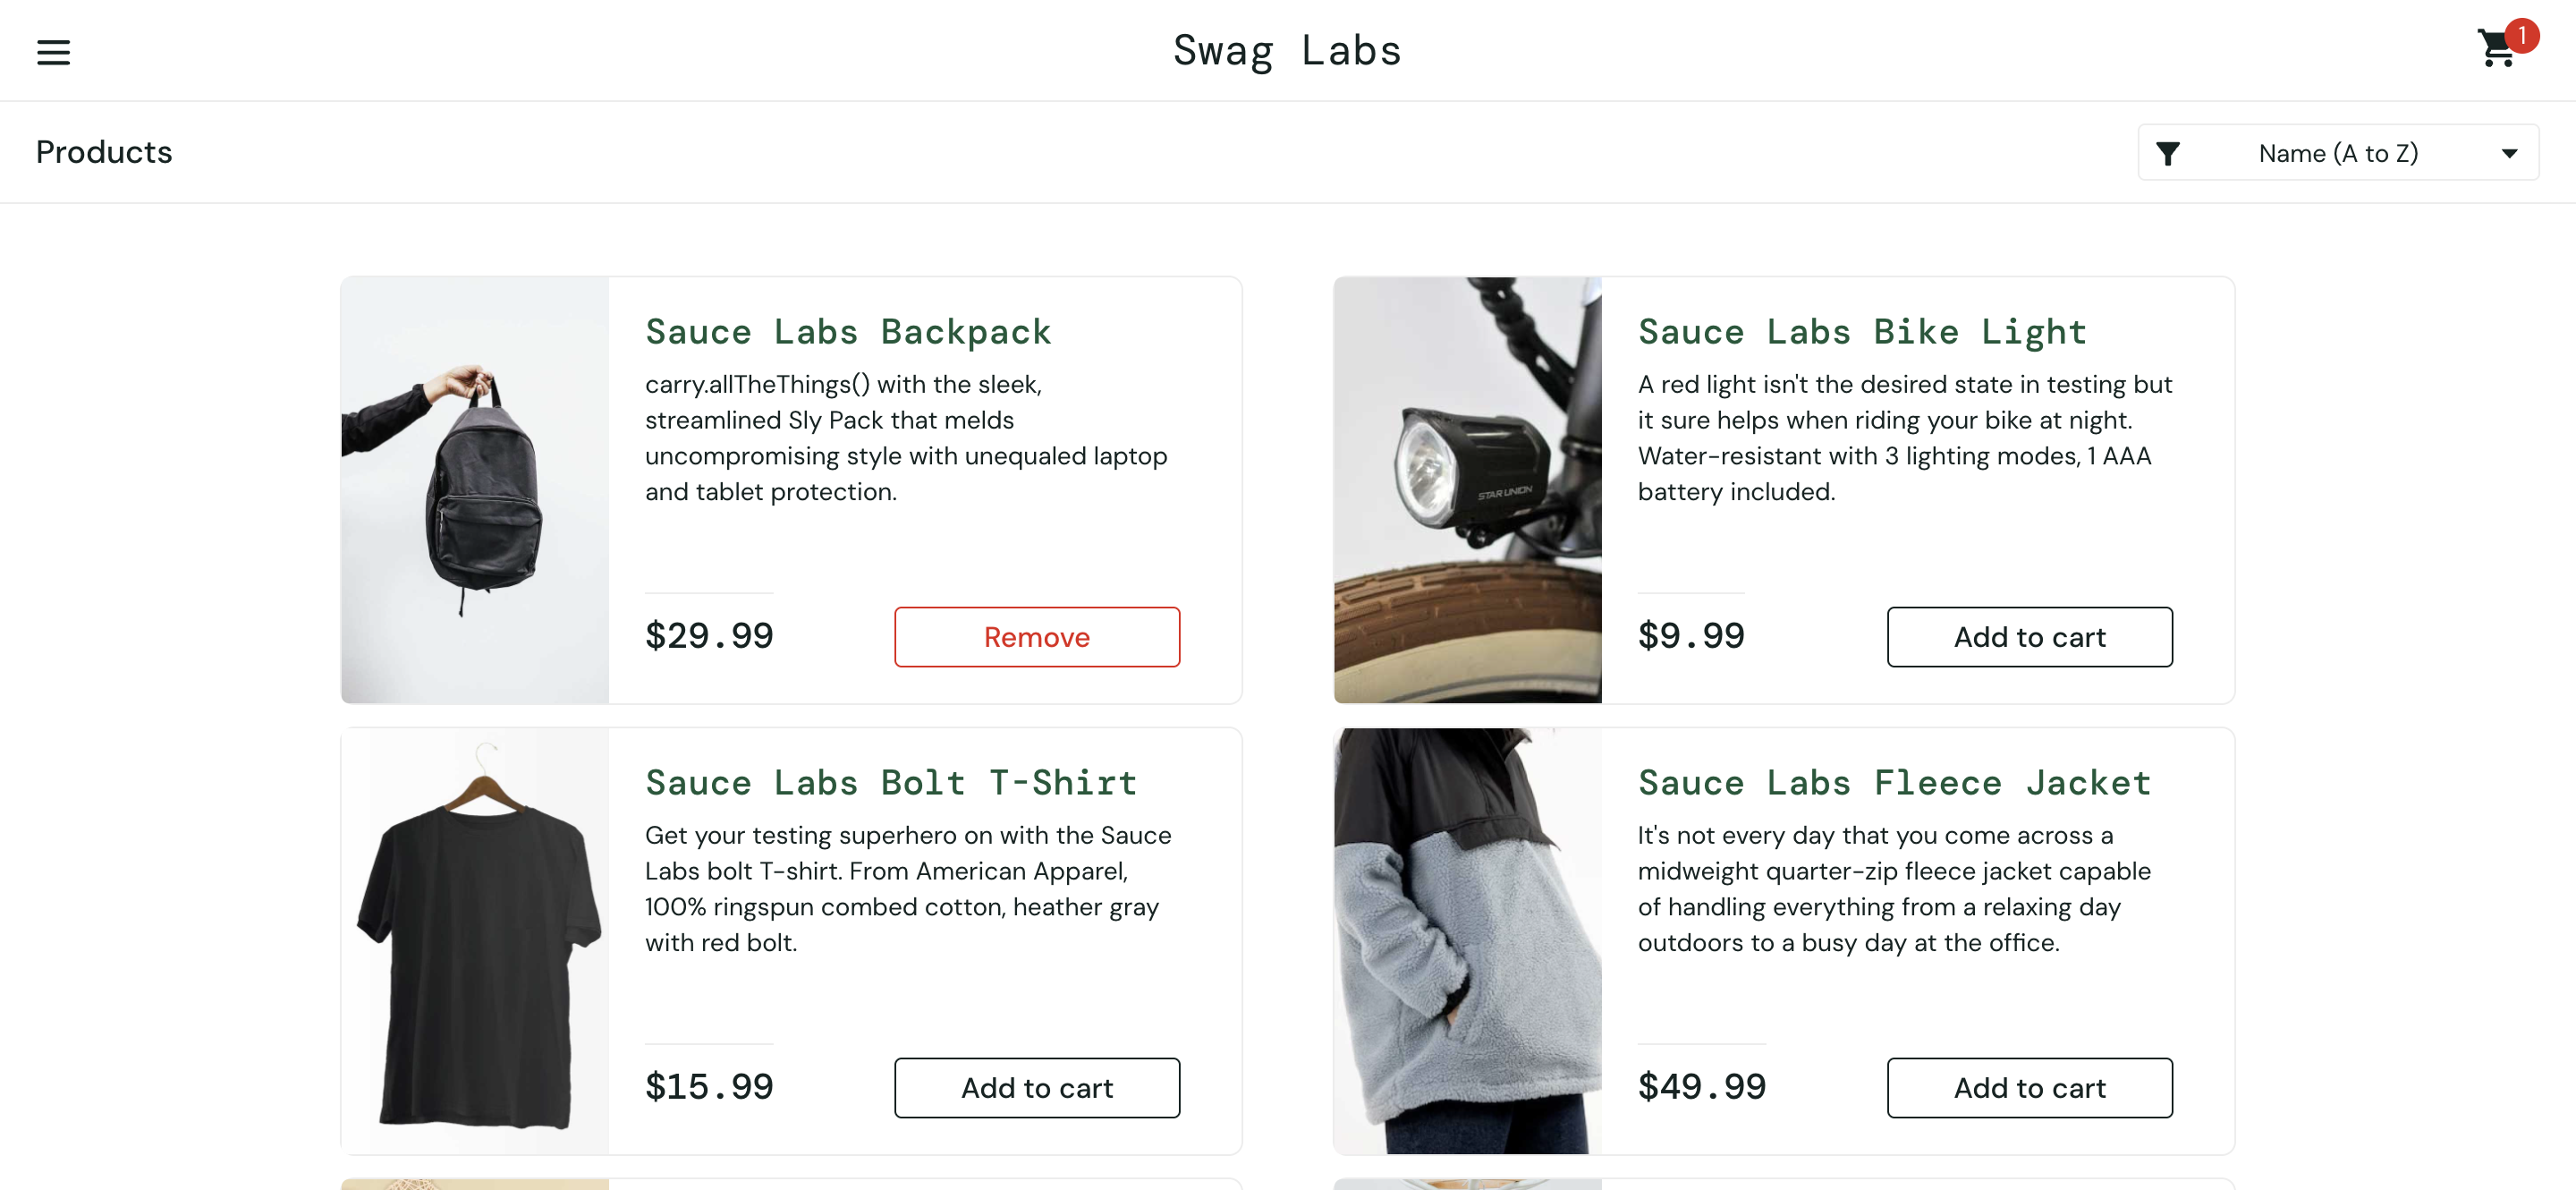 Swag Labs
1
Products
Name (A to Z)
Sauce Labs Backpack
carry.allTheThings() with the sleek,
streamlined Sly Pack that melds
uncompromising style with unequaled laptop
and tablet protection.
$29.99
Remove
STAR UNION
Sauce Labs Bike Light
A red light isn't the desired state in testing but
it sure helps when riding your bike at night.
Water-resistant with 3 lighting modes, 1 AAA
battery included.
$9.99
Add to cart
Sauce Labs Bolt T-Shirt
Get your testing superhero on with the Sauce
Labs bolt T-shirt. From American Apparel,
100% ringspun combed cotton, heather gray
with red bolt.
$15.99
Add to cart
Sauce Labs Fleece Jacket
It's not every day that you come across a
midweight quarter-zip fleece jacket capable
of handling everything from a relaxing day
outdoors to a busy day at the office.
$49.99
Add to cart